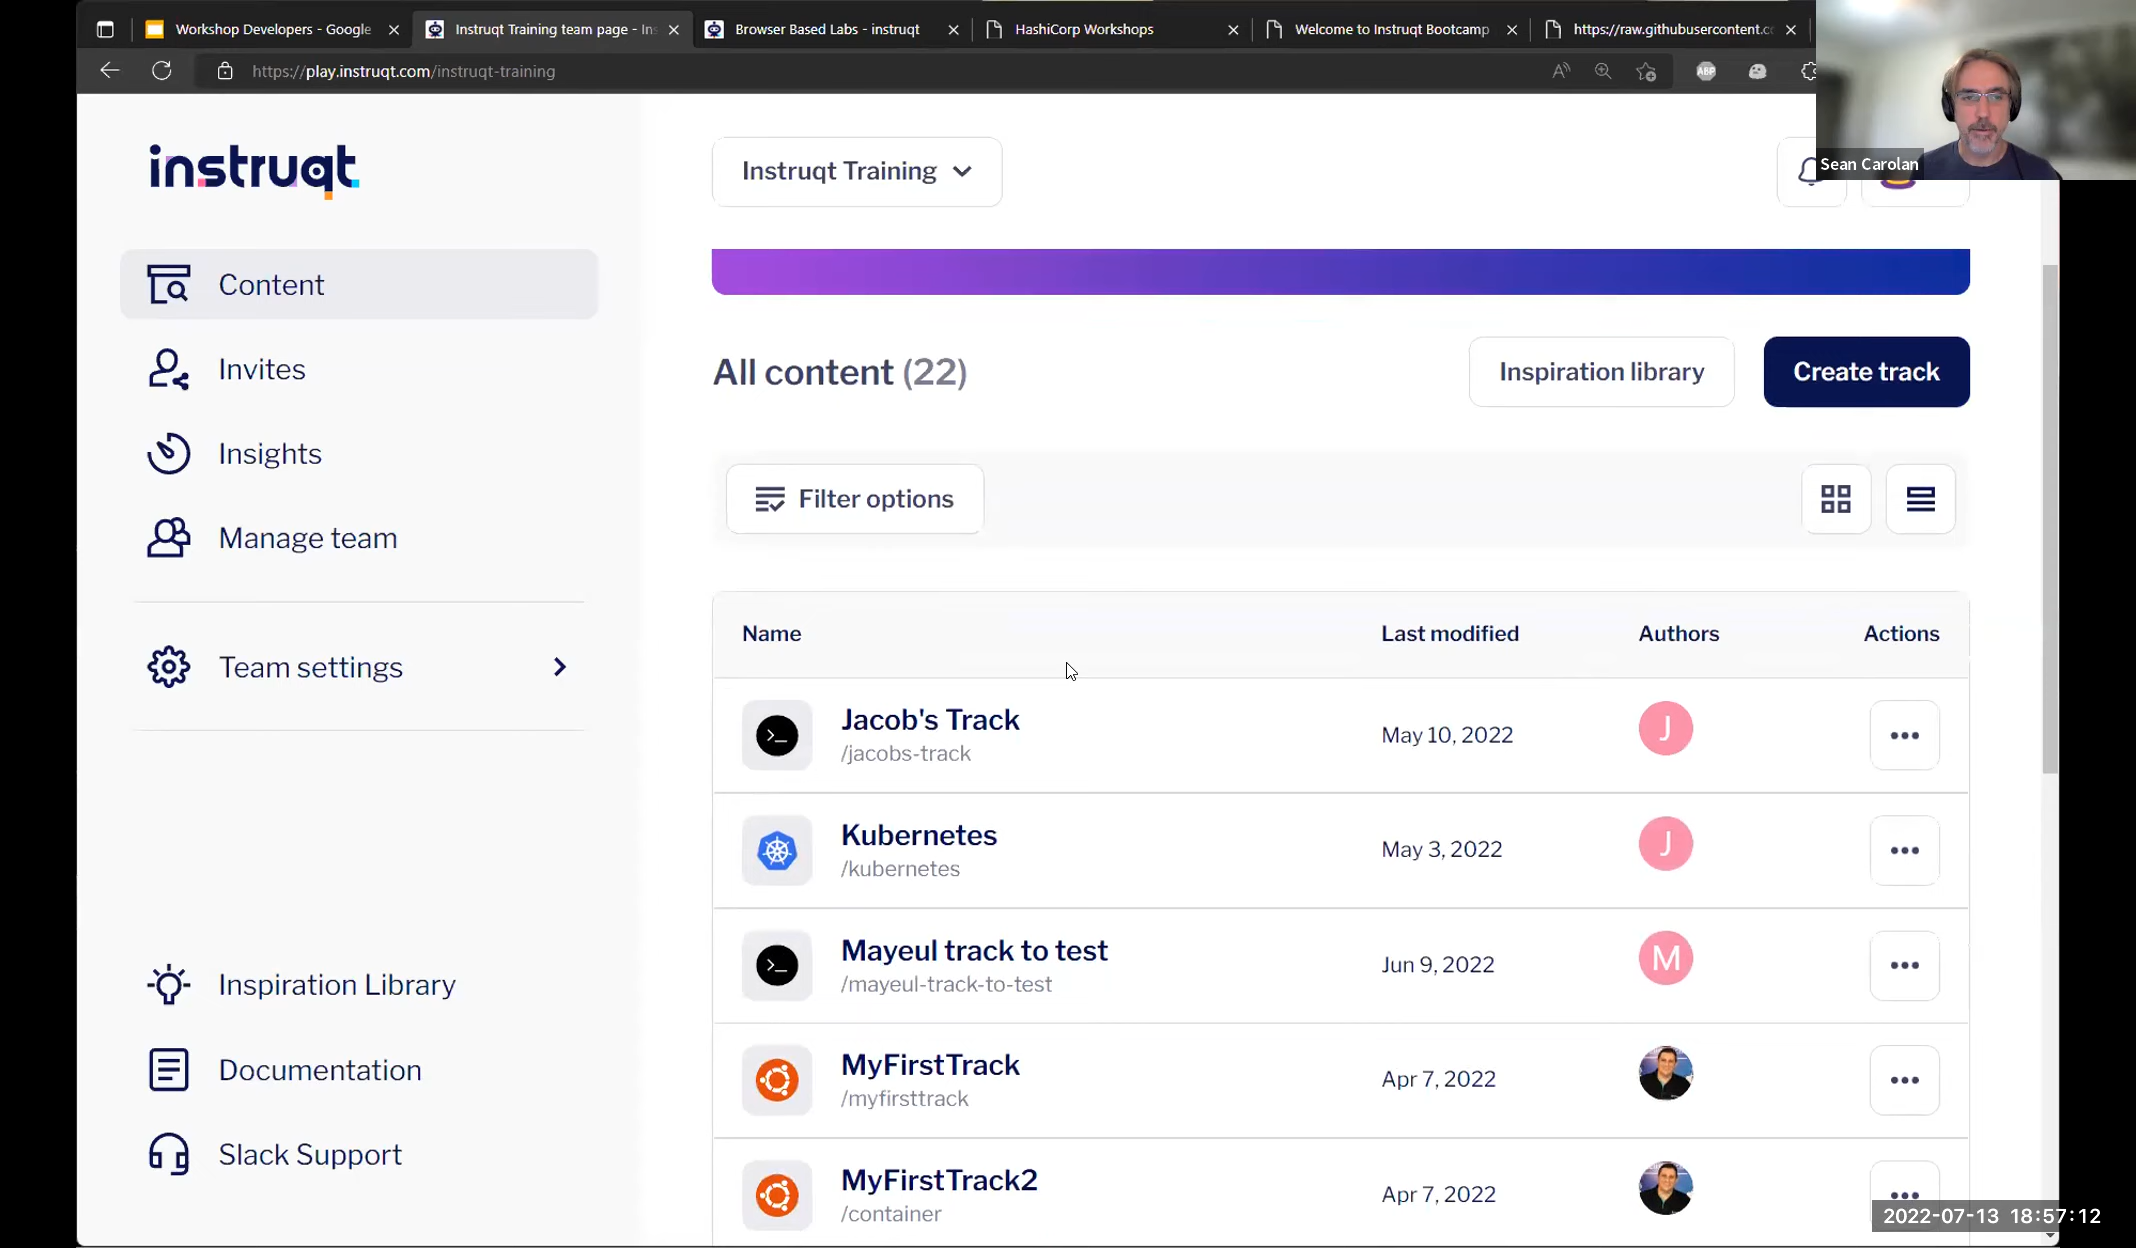 Workshop Developers - Google
Instruqt Training team page - Ins
Browser Based Labs - instruqt
HashiCorp Workshops
Welcome to Instruqt Bootcamp
https://raw.githubusercontent.co
https://play.instruqt.com/instruqt-training
ABP
Sean Carolan
instruqt
Instruqt Training
Content
Invites
Insights
Manage team
Team settings
Inspiration Library
Documentation
Slack Support
All content (22)
Inspiration library
Create track
Filter options
Name Last modified Authors Actions
Jacob's Track
/jacobs-track
May 10, 2022
J
Kubernetes
/kubernetes
May 3, 2022
J
Mayeul track to test
/mayeul-track-to-test
Jun 9, 2022
M
MyFirstTrack
/myfirsttrack
Apr 7, 2022
MyFirstTrack2
/container
Apr 7, 2022
2022-07-13 18:57:12